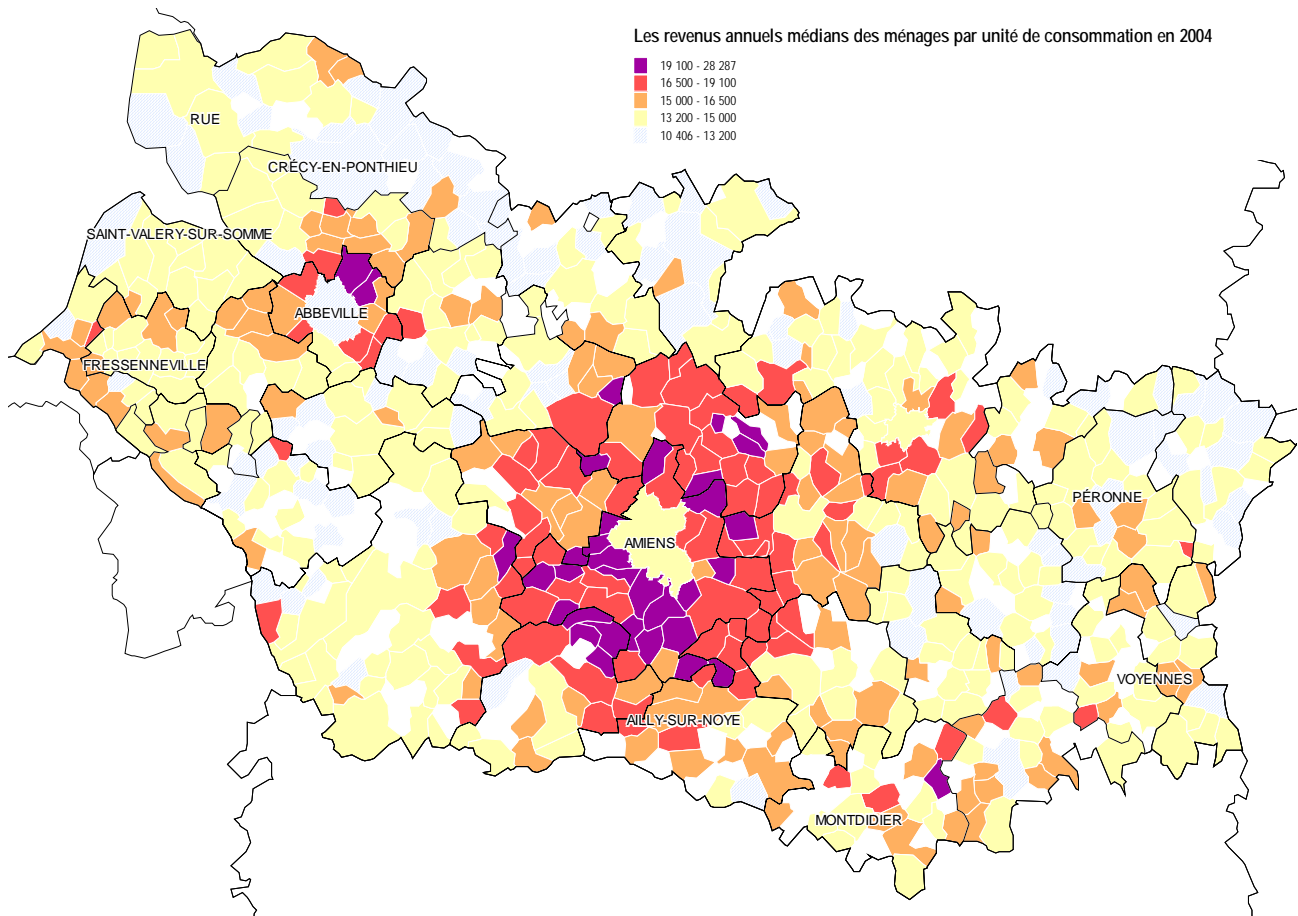 Les revenus annuels médians des ménages par unité de consommation en 2004
19 100 - 28 287
16 500 - 19 100
15 000 - 16 500
13 200 - 15 000
10 406 - 13 200
RUE
CRÉCY-EN-PONTHIEU
SAINT-VALERY-SUR-SOMME
ABBEVILLE
FRESSENNEVILLE
PÉRONNE
AMIENS
VOYENNES
AILLY-SUR-NOYE
MONTDIDIER